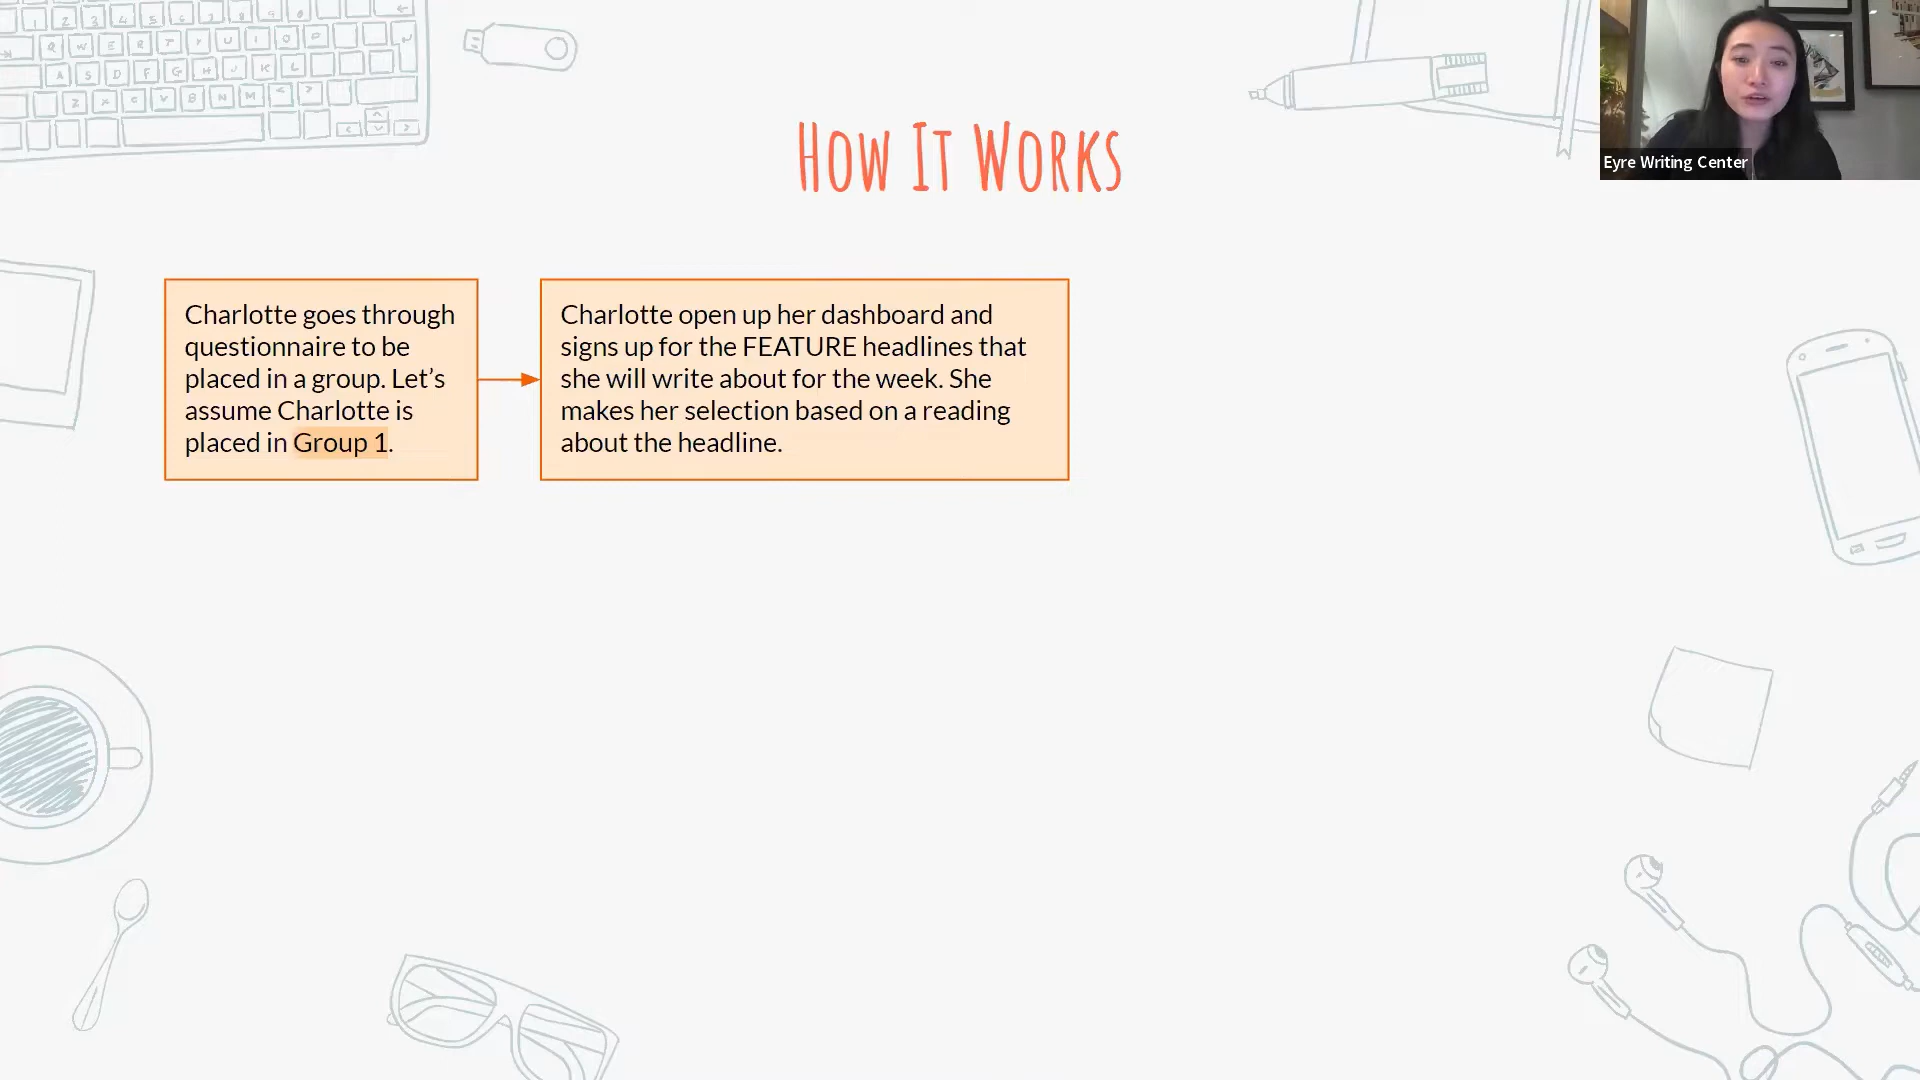 How It Works
Eyre Writing Center
Charlotte goes through
questionnaire to be
placed in a group. Let’s
assume Charlotte is
placed in Group 1.
Charlotte open up her dashboard and
signs up for the FEATURE headlines that
she will write about for the week. She
makes her selection based on a reading
about the headline.